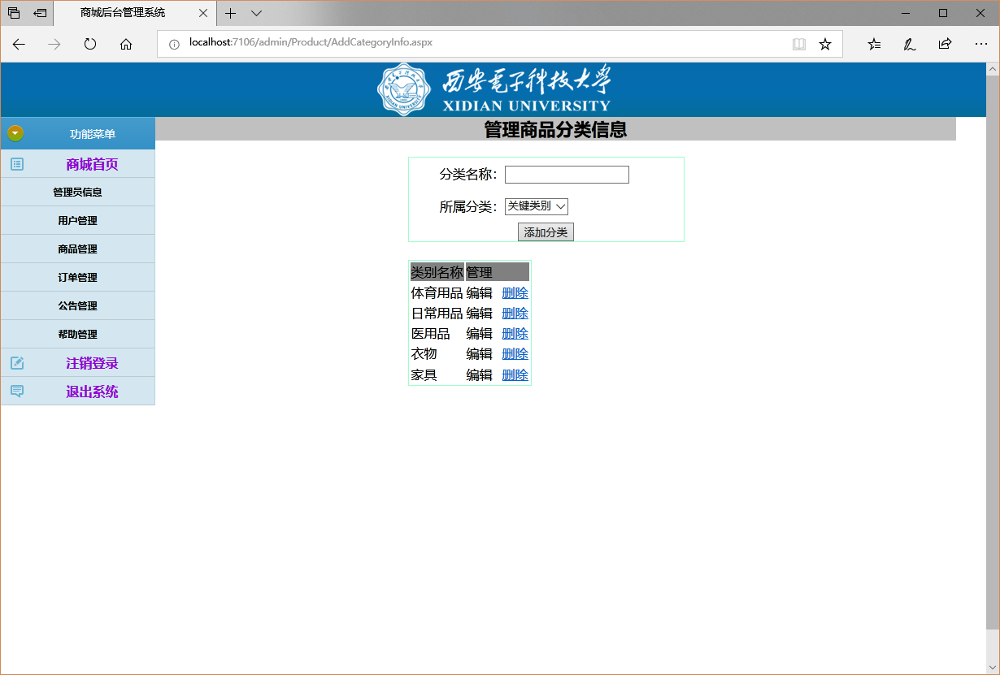 商城后台管理系统
localhost:7106/admin/Product/AddCategoryInfo.aspx
西安電子科技大學
XIDIAN UNIVERSITY
功能菜单
商城首页
管理员信息
用户管理
商品管理
订单管理
公告管理
帮助管理
注销登录
退出系统
管理商品分类信息
分类名称：
所属分类： 关键类别
添加分类
类别名称 管理
体育用品 编辑 删除
日常用品 编辑 删除
医用品 编辑 删除
衣物 编辑 删除
家具 编辑 删除